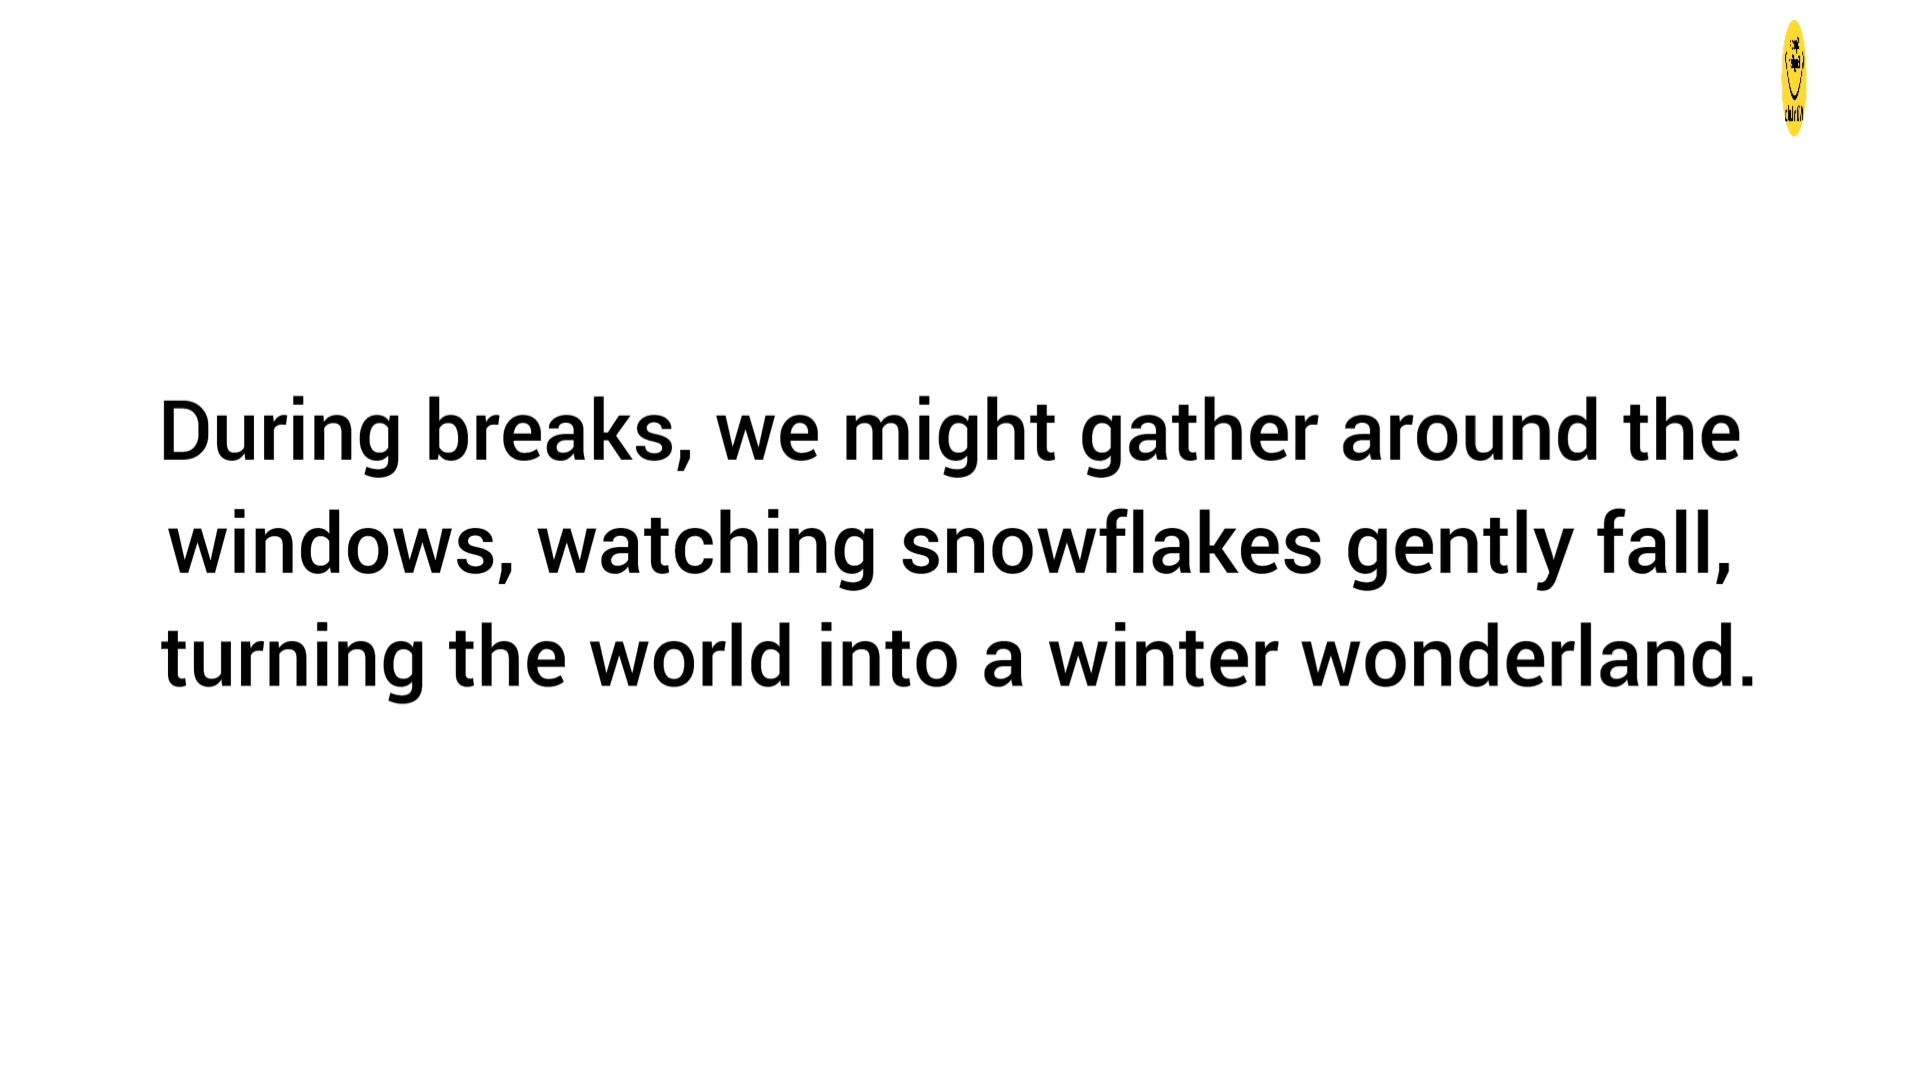 During breaks, we might gather around the
windows, watching snowflakes gently fall,
turning the world into a winter wonderland.